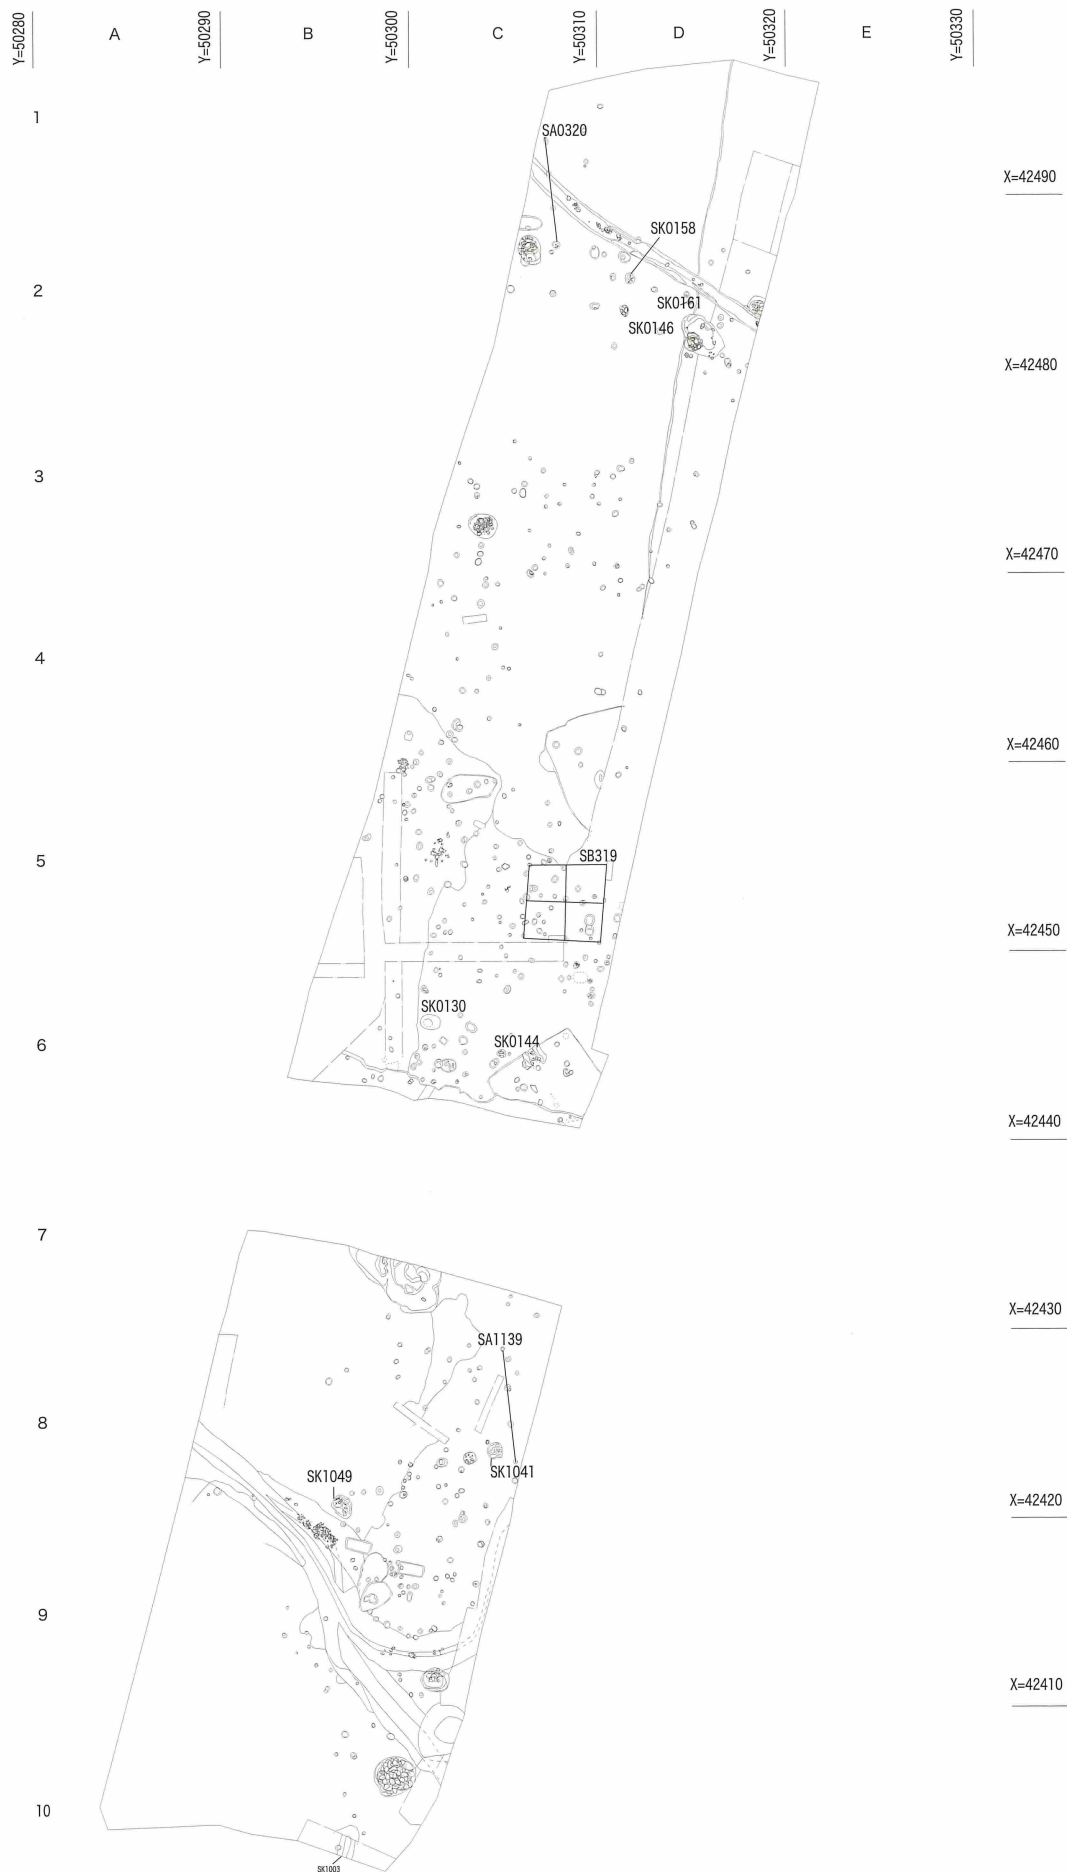 Y=50280
A
Y=50290
B
Y=50300
C
Y=50310
D
Y=50320
E
Y=50330
1
SA0320
X=42490
SK0158
2
SK0161
SK0146
X=42480
3
X=42470
4
X=42460
5
SB319
X=42450
SK0130
6
SK0144
X=42440
7
X=42430
SA1139
8
SK1041
SK1049
X=42420
9
X=42410
10
SK1003